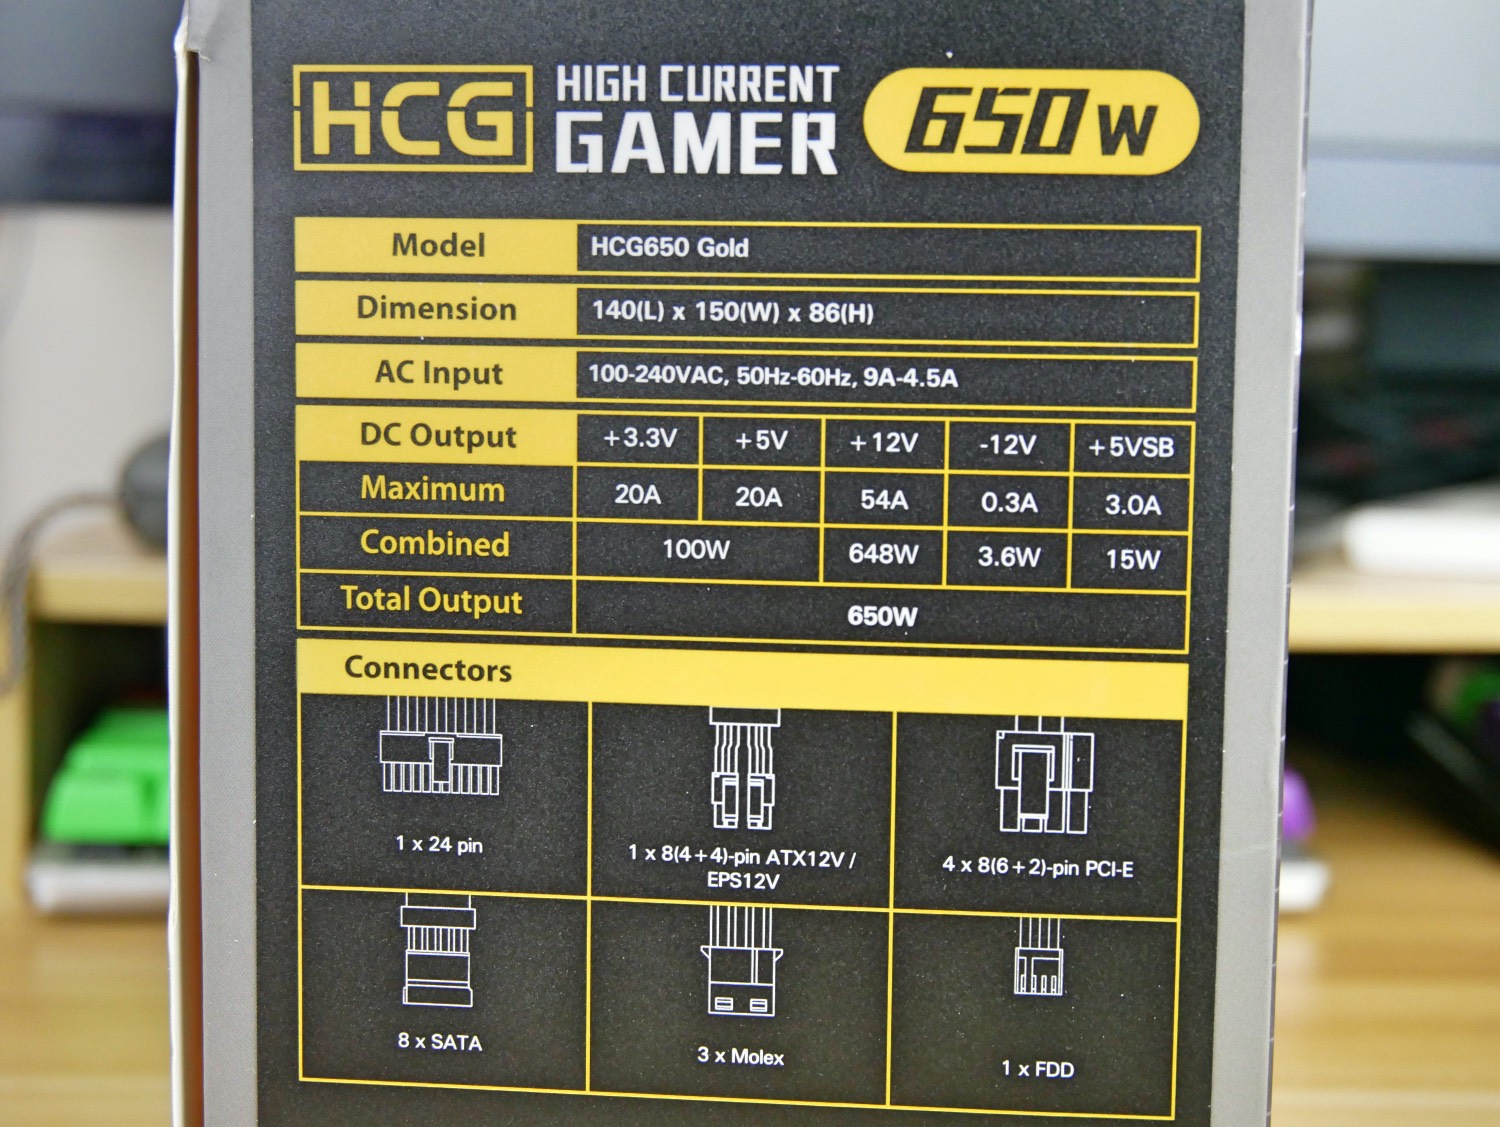 HCG HIGH CURRENT GAMER 650W
Model HCG650 Gold
Dimension 140(L) x 150(W) x 86(H)
AC Input 100-240VAC, 50Hz-60Hz, 9A-4.5A
DC Output +3.3V +5V +12V -12V +5VSB
Maximum 20A 20A 54A 0.3A 3.0A
Combined 100W 648W 3.6W 15W
Total Output 650W
Connectors
1 x 24 pin
1 x 8(4+4)-pin ATX12V /
EPS12V
4 x 8(6+2)-pin PCI-E
8 x SATA
3 x Molex
1 x FDD